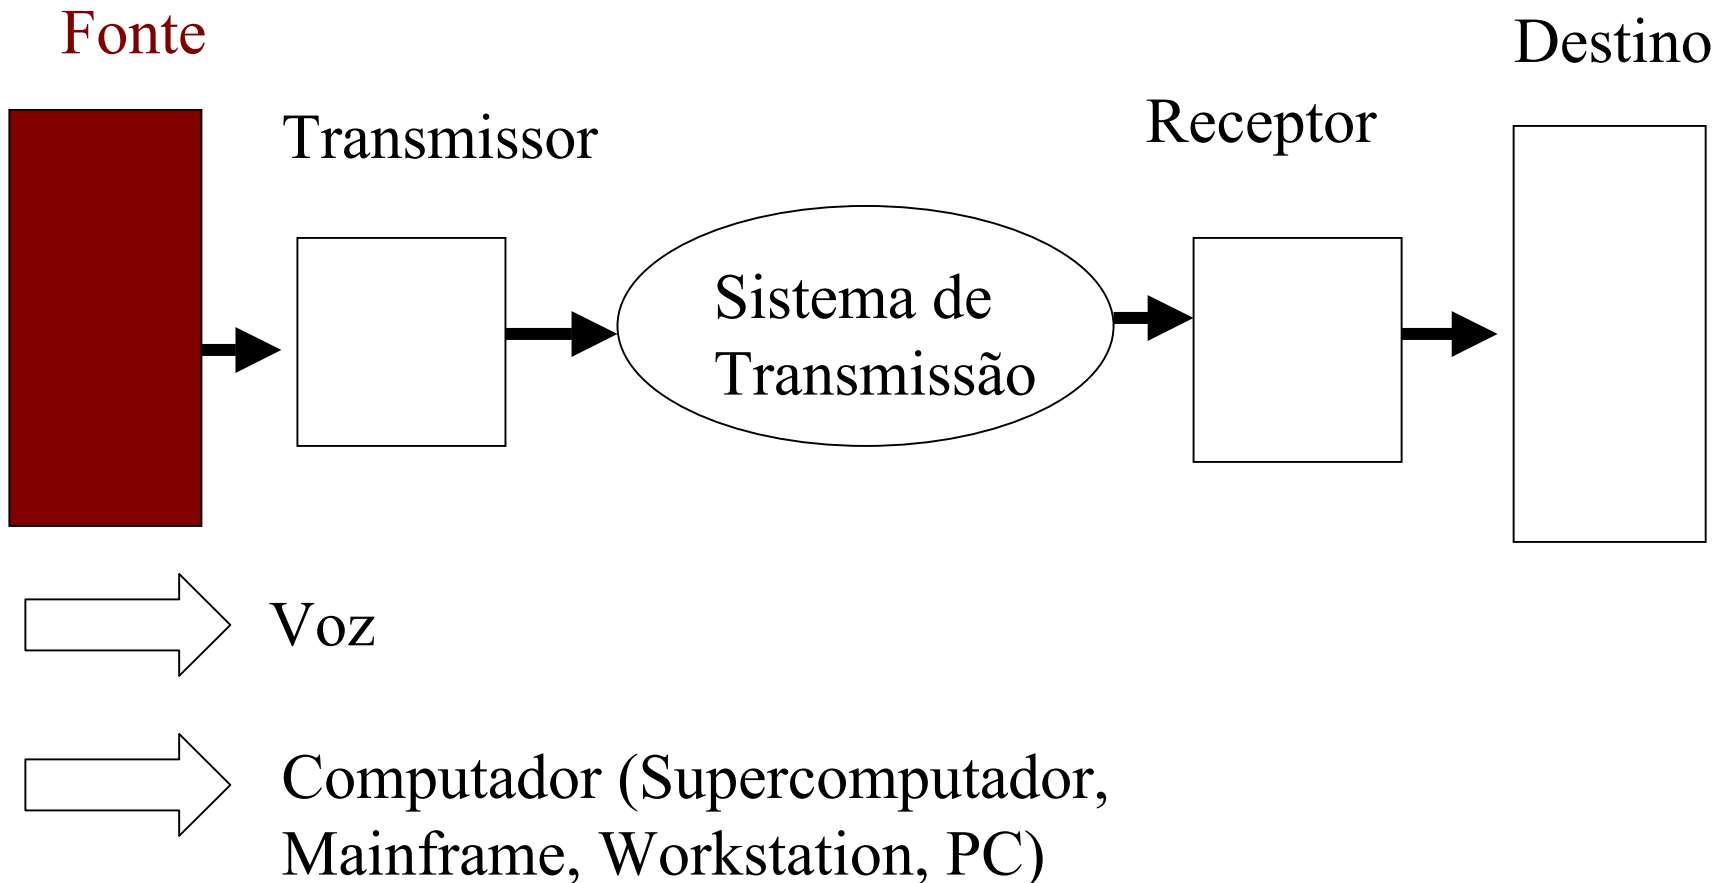 Fonte
Destino
Transmissor
Receptor
Sistema de
Transmissão
Voz
Computador (Supercomputador,
Mainframe, Workstation, PC)